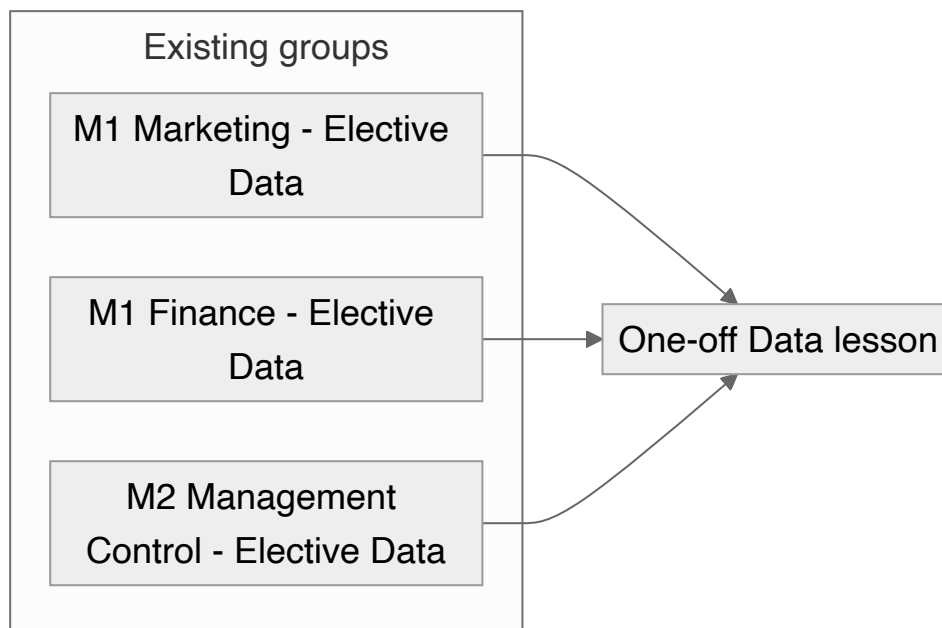 Existing groups
M1 Marketing - Elective
Data
M1 Finance - Elective
Data
M2 Management
Control - Elective Data
One-off Data lesson